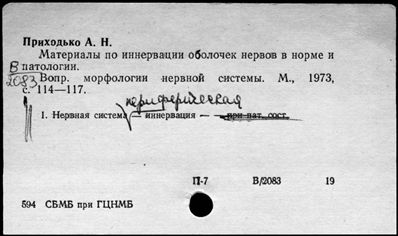 Приходько А. Н.
Материалы по иннервации оболочек нервов в норме и
патологии.
В
2083
Вопр. морфологии нервной системы. М., 1973,
с. 114—117.
периферическая
1. Нервная система — иннервация — при пат. сост.
П-7 В/2083 19
594 СБМБ при ГЦНМБ